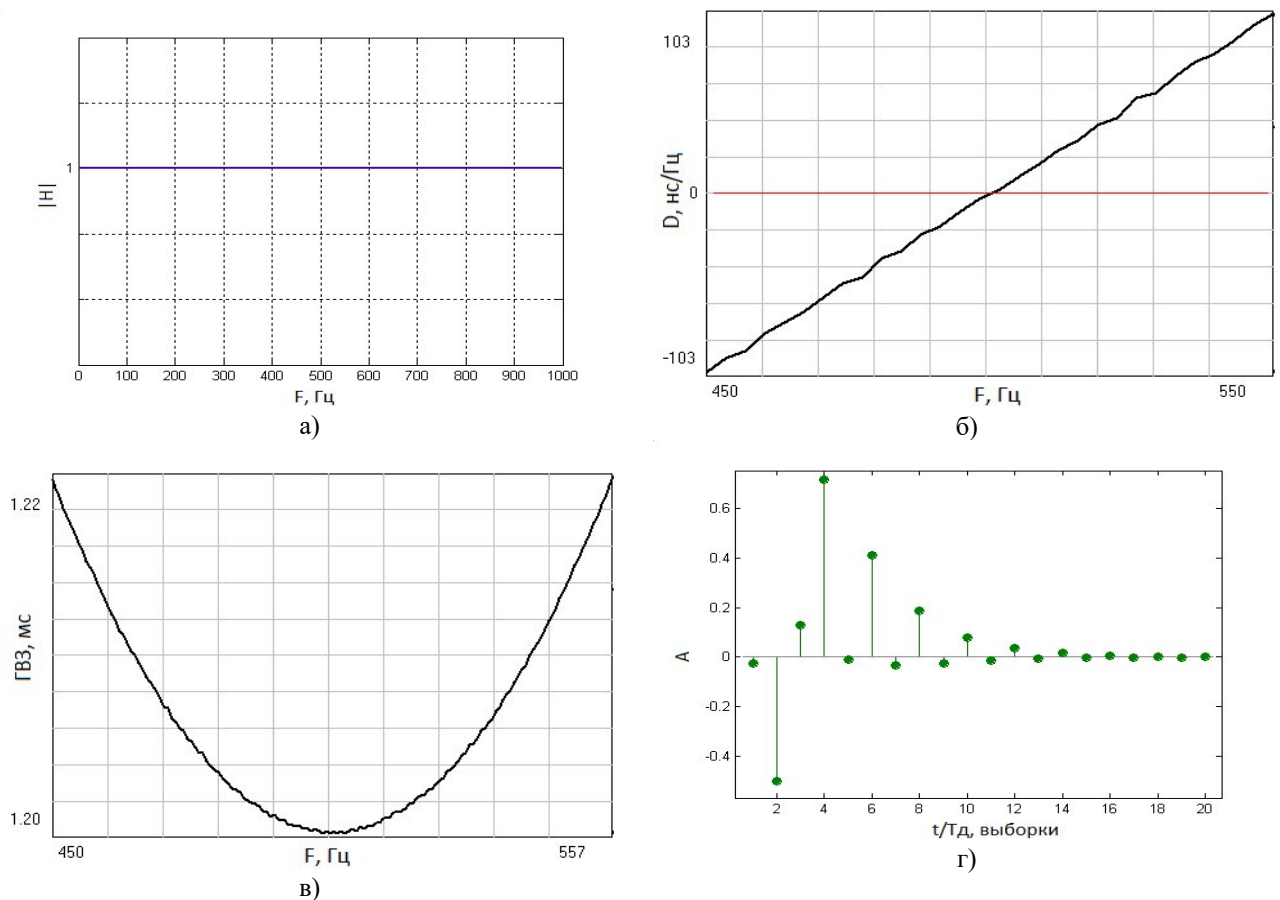 |H|
1
0 100 200 300 400 500 600 700 800 900 1000
F, Гц
а)
D, нс/Гц
103
0
-103
450 550
F, Гц
б)
ГВЗ, мс
1.22
1.20
450 557
F, Гц
в)
A
0.6
0.4
0.2
0
-0.2
-0.4
2 4 6 8 10 12 14 16 18 20
t/Tд, выборки
г)